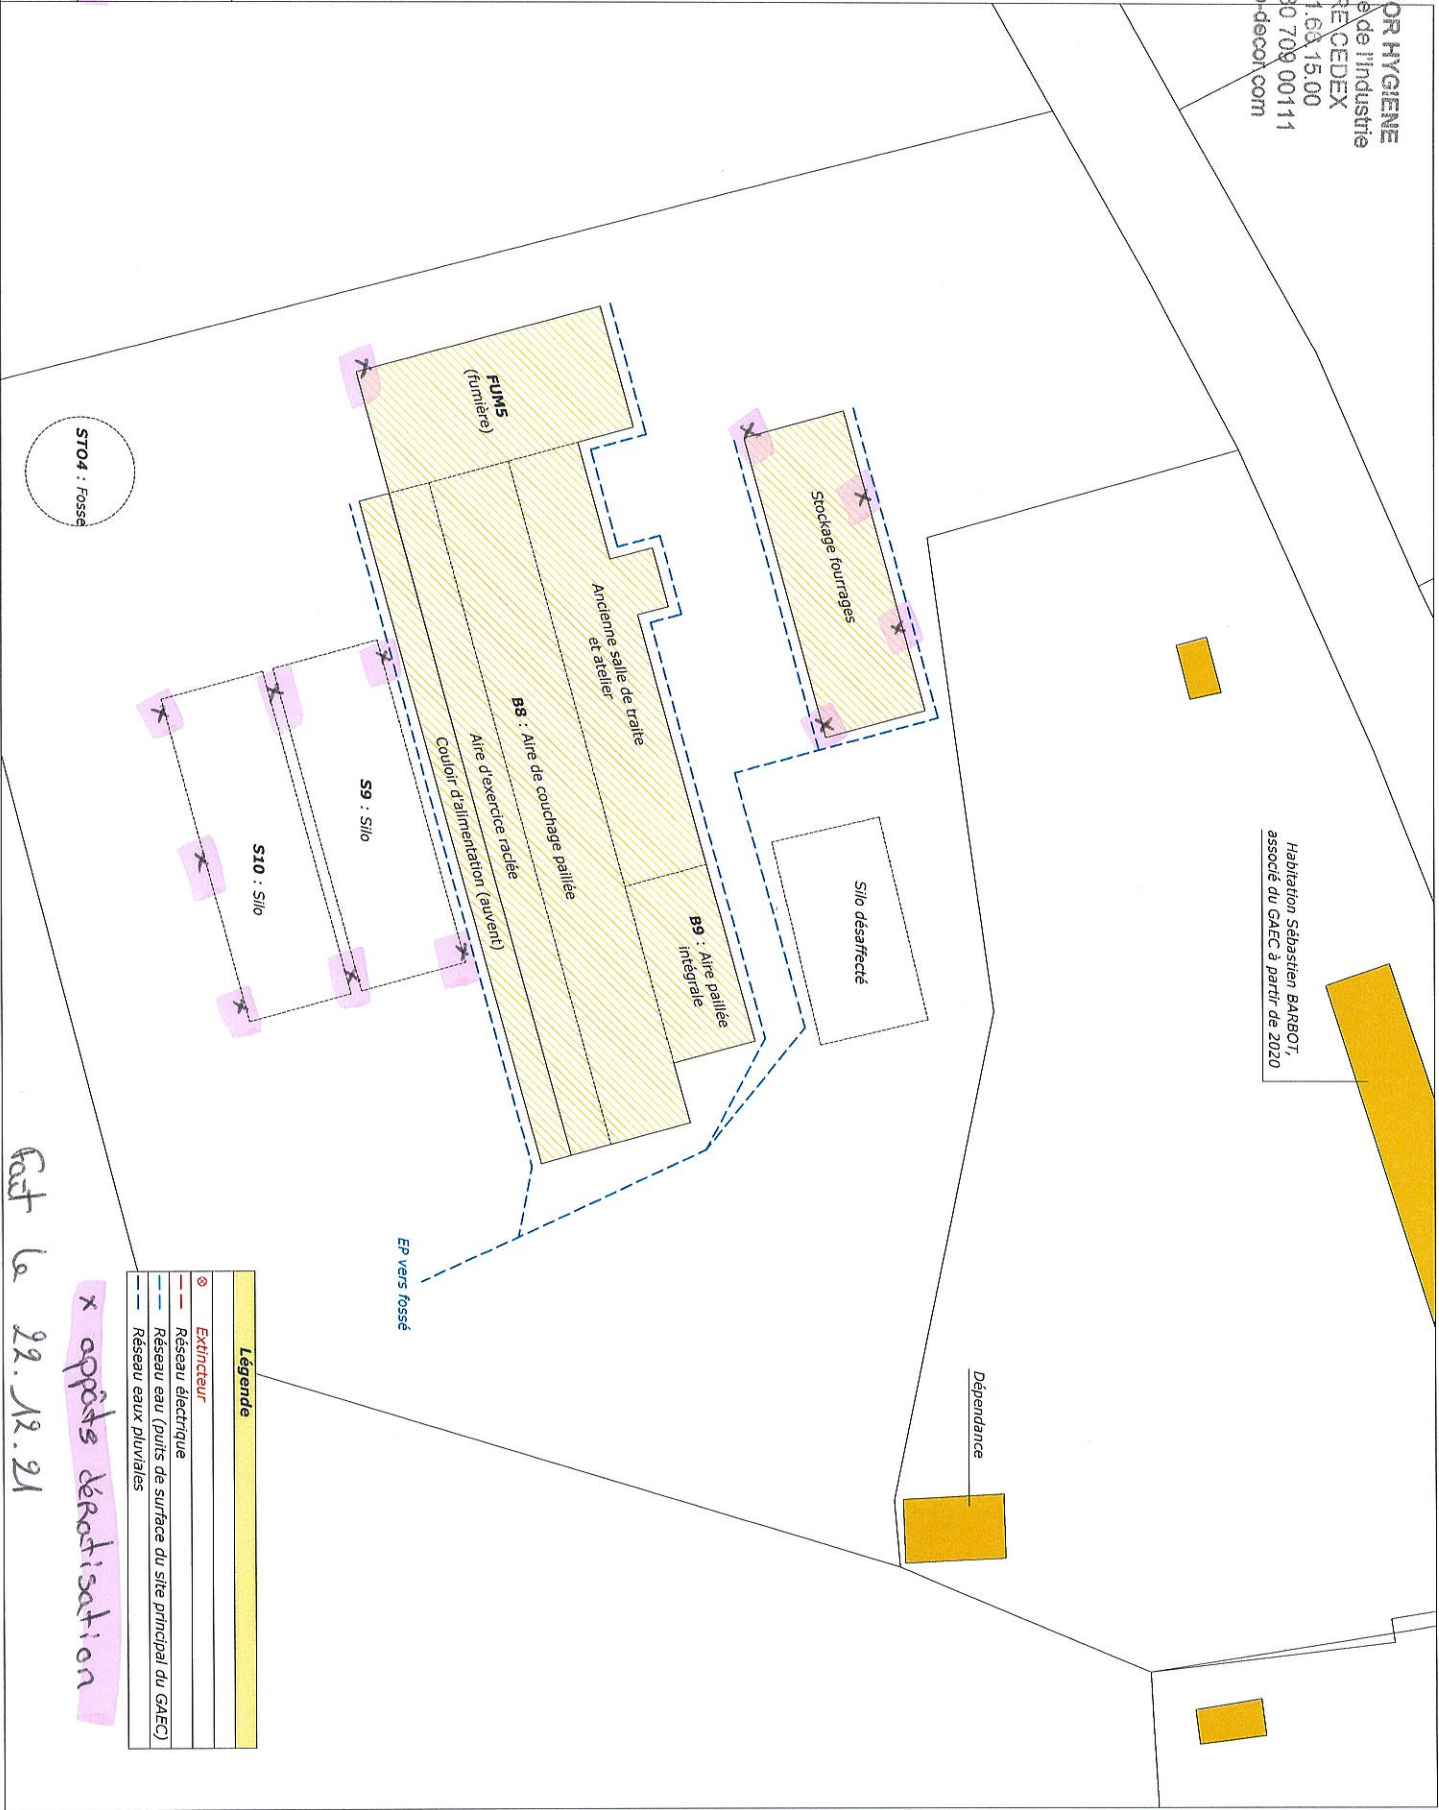 OR HYGIENE
e de l'Industrie
RE CEDEX
1.66.15.00
30 709 00111
o-decor.com
Habitation Sébastien BARBOT,
associé du GAEC à partir de 2020
Dépendance
Stockage fourrages
Silo désaffecté
FUM5
(fumière)
Ancienne salle de traite
et atelier
B9 : Aire paillée
intégrale
B8 : Aire de couchage paillée
Aire d'exercice raclée
Couloir d'alimentation (auvent)
S9 : Silo
S10 : Silo
STO4 : Fosse
EP vers fossé
Légende
Extincteur
Réseau électrique
Réseau eau (puits de surface du site principal du GAEC)
Réseau eaux pluviales
x appâts dératisation
fait le 22.12.21